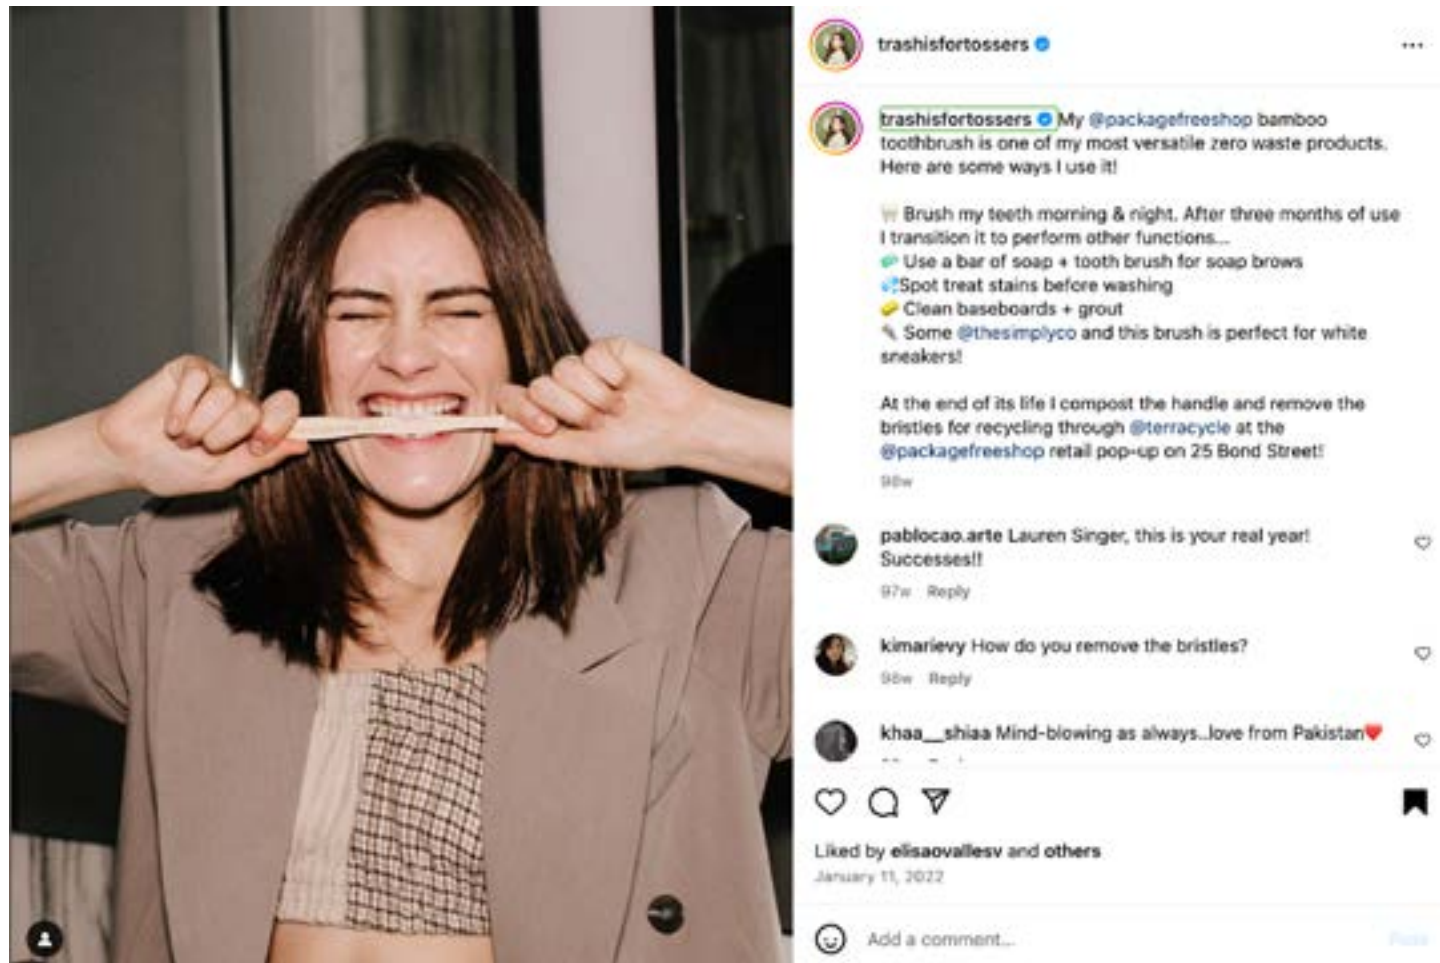 trashisfortossers
trashisfortossers My @packagefreeshop bamboo
toothbrush is one of my most versatile zero waste products.
Here are some ways I use it!
🦷 Brush my teeth morning & night. After three months of use
I transition it to perform other functions...
🧼 Use a bar of soap + tooth brush for soap brows
💦Spot treat stains before washing
🧽 Clean baseboards + grout
Some @thesimplyco and this brush is perfect for white
sneakers!
At the end of its life I compost the handle and remove the
bristles for recycling through @terracycle at the
@packagefreeshop retail pop-up on 25 Bond Street!
98w
pablocao.arte Lauren Singer, this is your real year!
Successes!!
97w Reply
kimarievy How do you remove the bristles?
98w Reply
khaa__shiaa Mind-blowing as always..love from Pakistan❤️
Liked by elisaovallesv and others
January 11, 2022
Add a comment...
Post